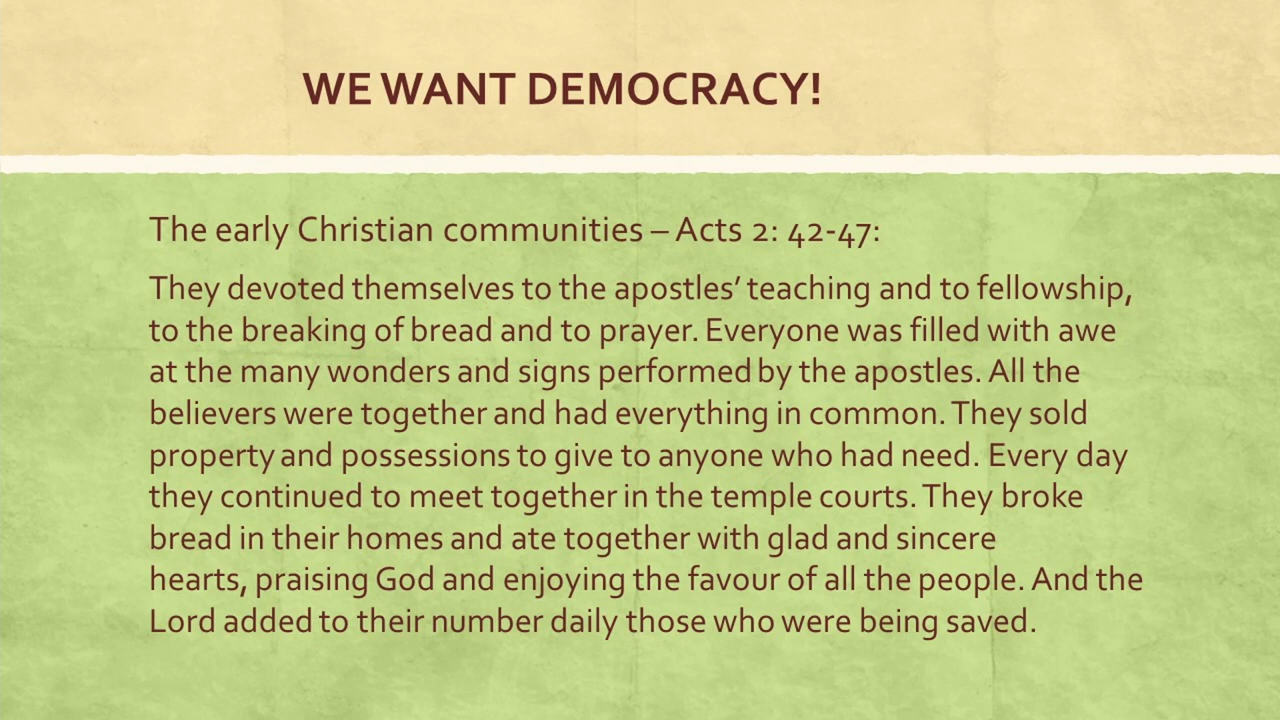 WE WANT DEMOCRACY!
The early Christian communities – Acts 2: 42-47:
They devoted themselves to the apostles’ teaching and to fellowship,
to the breaking of bread and to prayer. Everyone was filled with awe
at the many wonders and signs performed by the apostles. All the
believers were together and had everything in common. They sold
property and possessions to give to anyone who had need. Every day
they continued to meet together in the temple courts. They broke
bread in their homes and ate together with glad and sincere
hearts, praising God and enjoying the favour of all the people. And the
Lord added to their number daily those who were being saved.